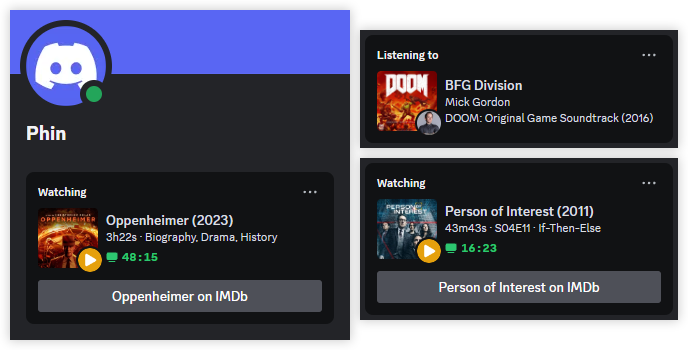 Phin
Watching
OPPENHEIMER
Oppenheimer (2023)
3h22s · Biography, Drama, History
48:15
Oppenheimer on IMDb
Listening to
DOOM
BFG Division
Mick Gordon
DOOM: Original Game Soundtrack (2016)
Watching
PERSON OF INTEREST
Person of Interest (2011)
43m43s · S04E11 · If-Then-Else
16:23
Person of Interest on IMDb